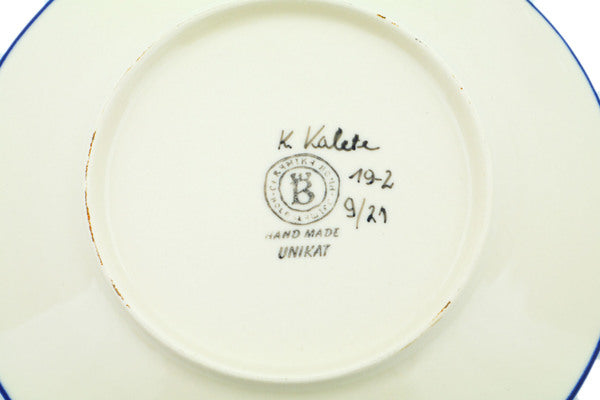 K. Kalete
19-2
B
9/21
HAND MADE
UNIKAT